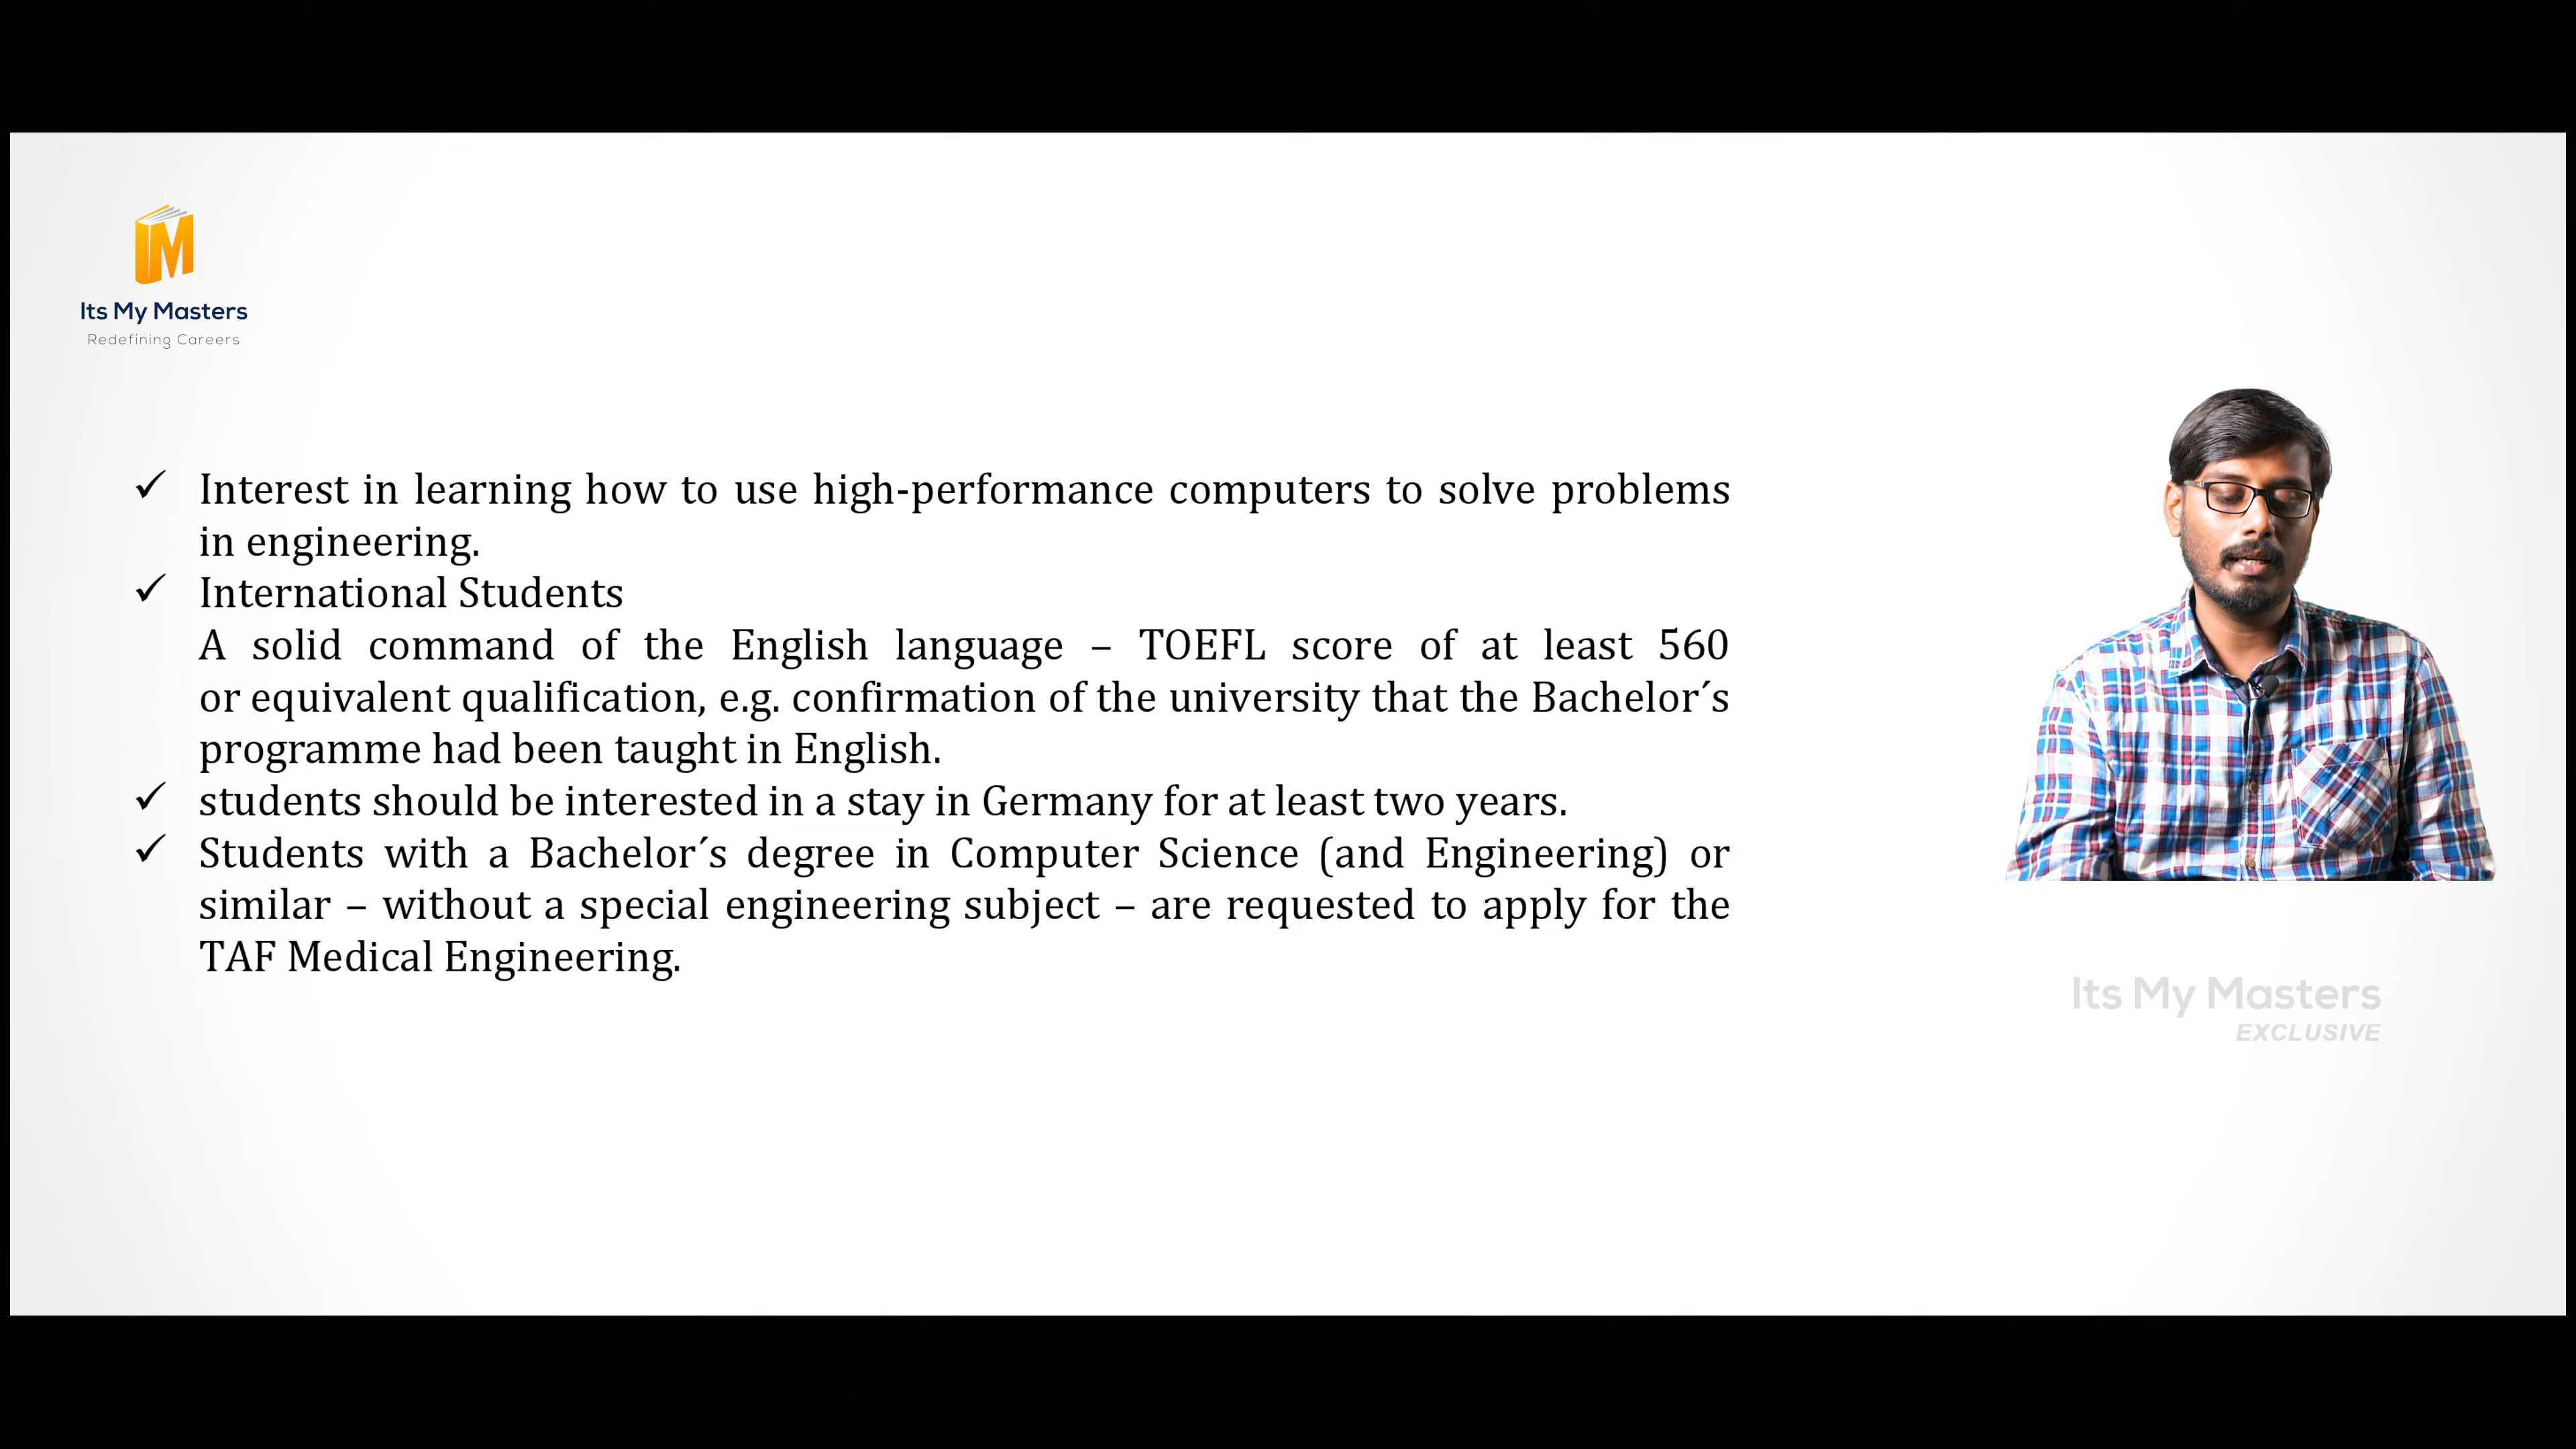 Its My Masters
Redefining Careers
✓ Interest in learning how to use high-performance computers to solve problems
in engineering.
✓ International Students
A solid command of the English language – TOEFL score of at least 560
or equivalent qualification, e.g. confirmation of the university that the Bachelor´s
programme had been taught in English.
✓ students should be interested in a stay in Germany for at least two years.
✓ Students with a Bachelor´s degree in Computer Science (and Engineering) or
similar – without a special engineering subject – are requested to apply for the
TAF Medical Engineering.
Its My Masters
EXCLUSIVE